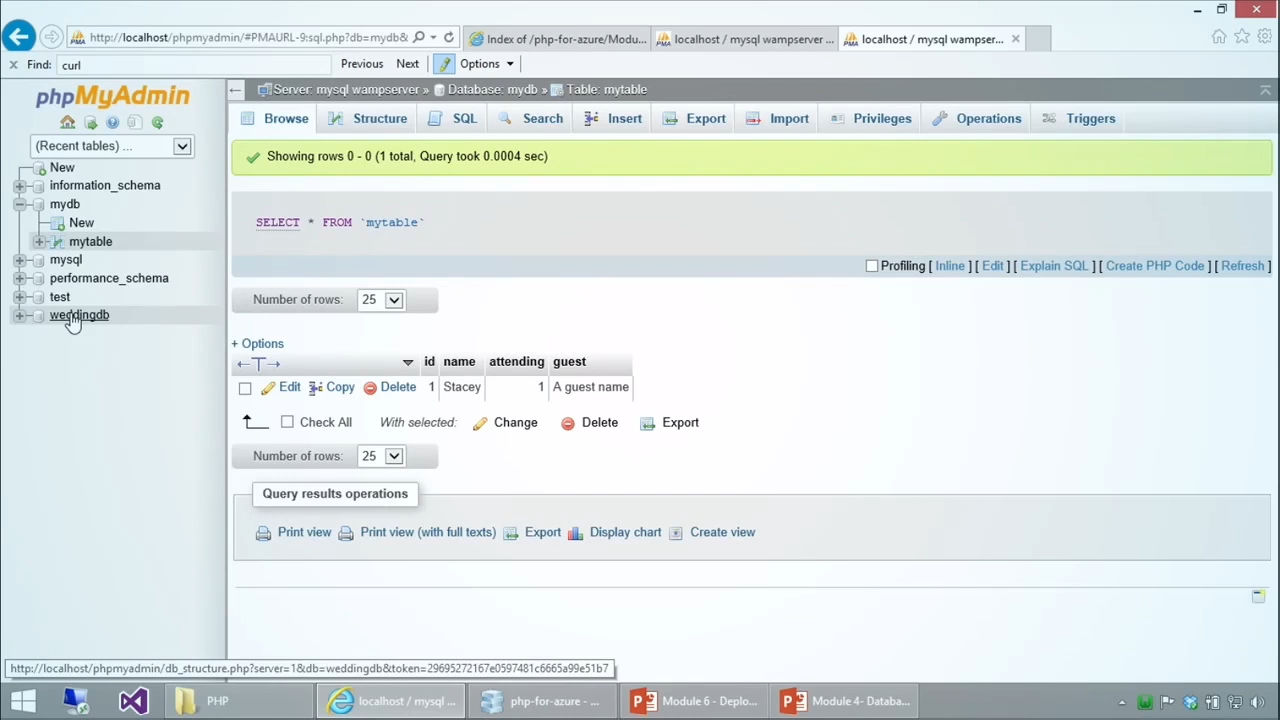 http://localhost/phpmyadmin/#PMAURL-9:sql.php?db=mydb&
Index of /php-for-azure/Modu...
localhost / mysql wampserver ...
localhost / mysql wampser...
Find: curl
Previous Next
Options
phpMyAdmin
(Recent tables) ...
New
information_schema
mydb
New
mytable
mysql
performance_schema
test
weddingdb
Server: mysql wampserver » Database: mydb » Table: mytable
Browse Structure SQL Search Insert Export Import Privileges Operations Triggers
Showing rows 0 - 0 (1 total, Query took 0.0004 sec)
SELECT * FROM `mytable`
Profiling [ Inline ] [ Edit ] [ Explain SQL ] [ Create PHP Code ] [ Refresh ]
Number of rows: 25
+ Options
id name attending guest
Edit Copy Delete 1 Stacey 1 A guest name
Check All With selected: Change Delete Export
Number of rows: 25
Query results operations
Print view Print view (with full texts) Export Display chart Create view
http://localhost/phpmyadmin/db_structure.php?server=1&db=weddingdb&token=29695272167e0597481c6665a99e51b7
PHP
localhost / mysql ...
php-for-azure - ...
Module 6 - Deplo...
Module 4- Databa...